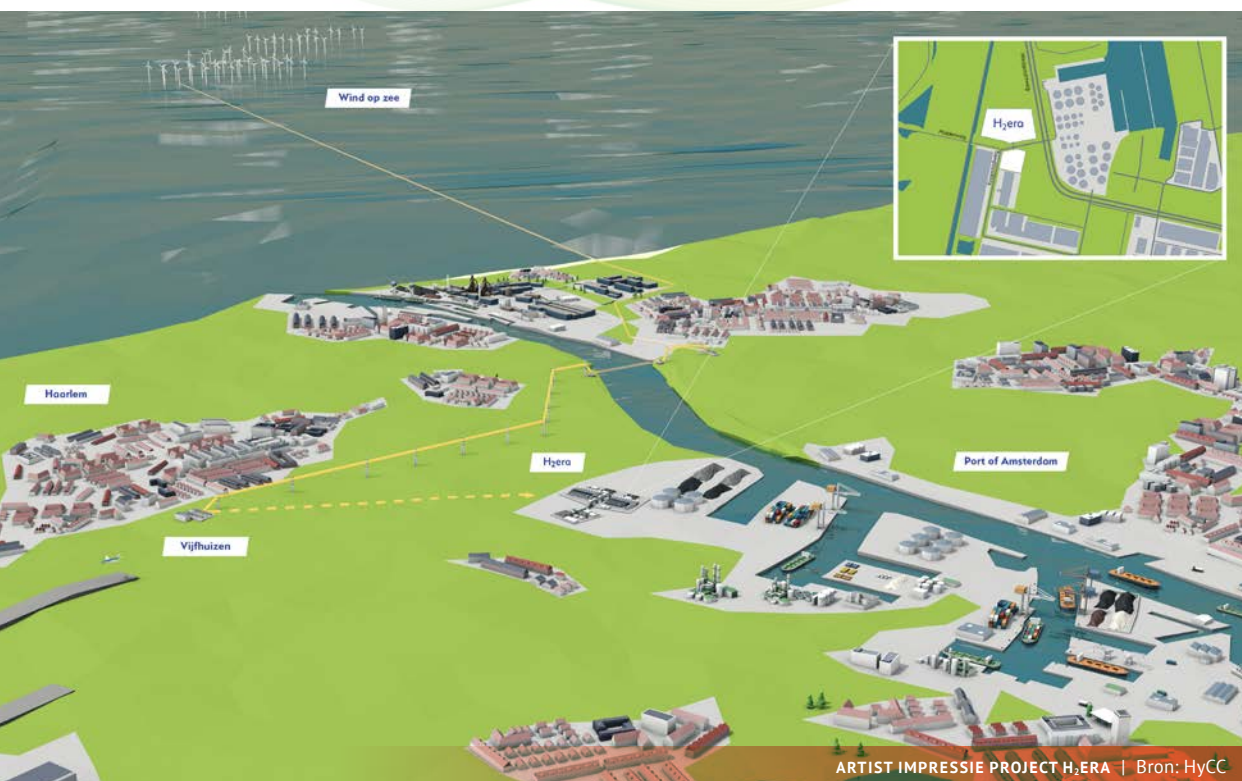 Wind op zee
H₂era
Haarlem
H₂era
Port of Amsterdam
Vijfhuizen
ARTIST IMPRESSIE PROJECT H₂ERA | Bron: HyCC